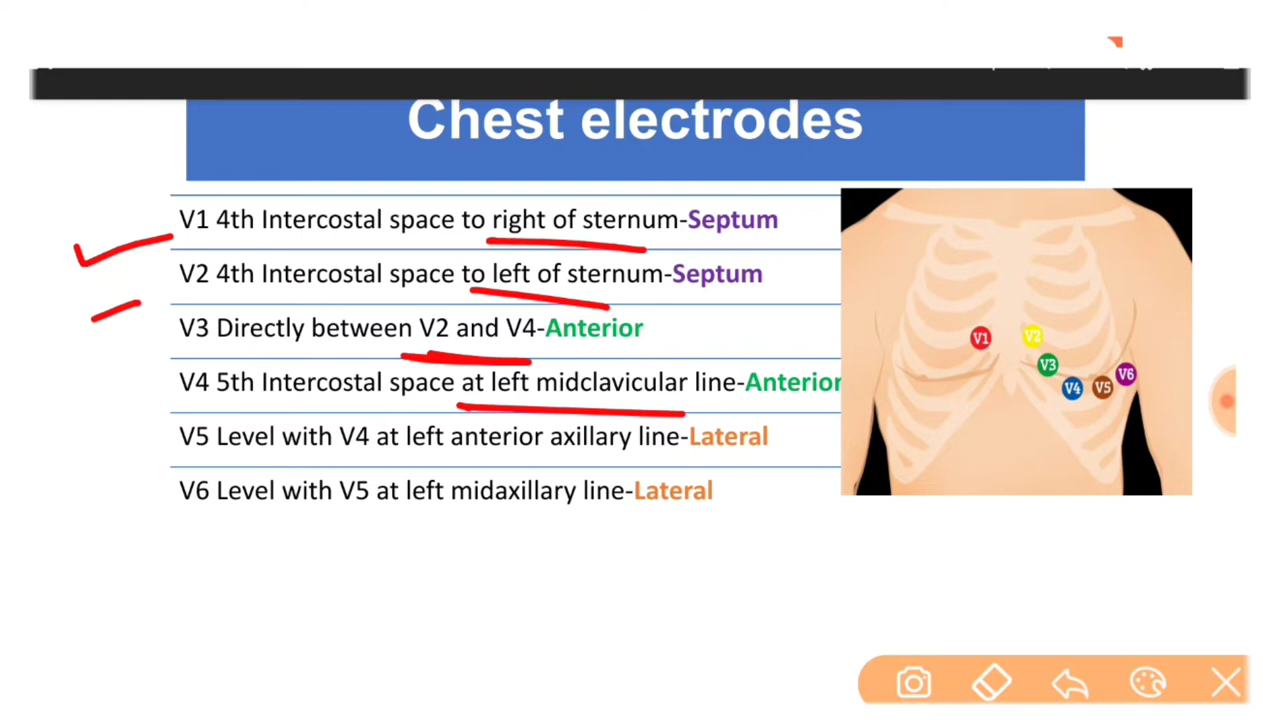 Chest electrodes
V1 4th Intercostal space to right of sternum-Septum
V2 4th Intercostal space to left of sternum-Septum
V3 Directly between V2 and V4-Anterior
V4 5th Intercostal space at left midclavicular line-Anterior
V5 Level with V4 at left anterior axillary line-Lateral
V6 Level with V5 at left midaxillary line-Lateral
V1
V2
V3
V4
V5
V6